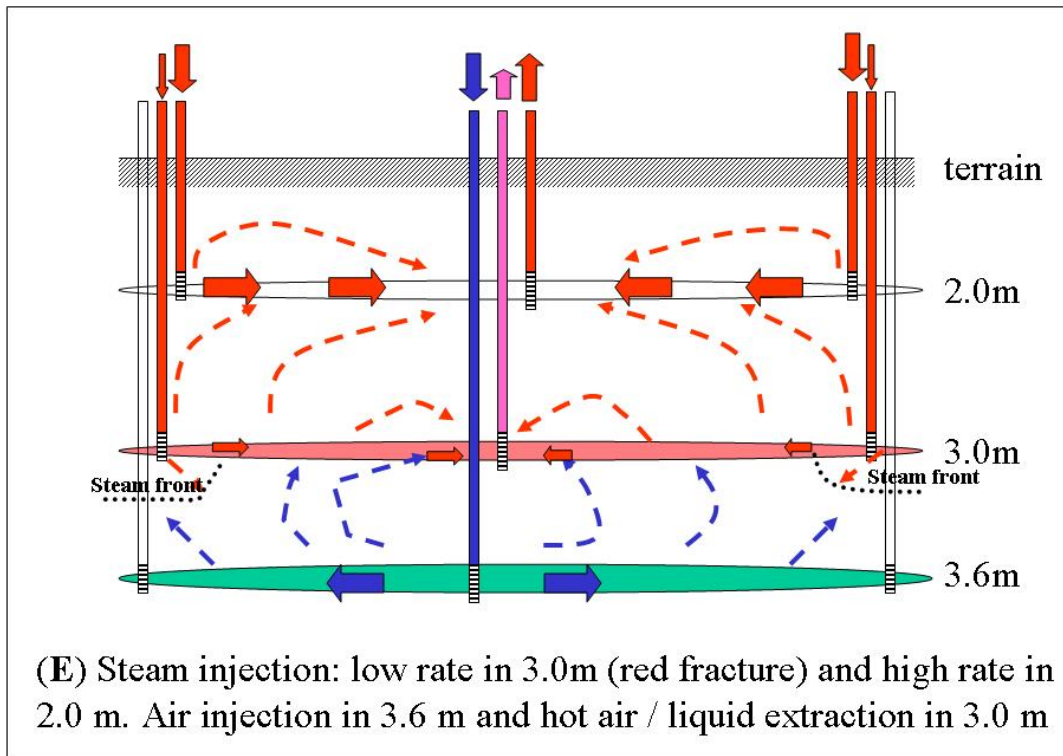 terrain
2.0m
3.0m
Steam front
Steam front
3.6m
(E) Steam injection: low rate in 3.0m (red fracture) and high rate in
2.0 m. Air injection in 3.6 m and hot air / liquid extraction in 3.0 m